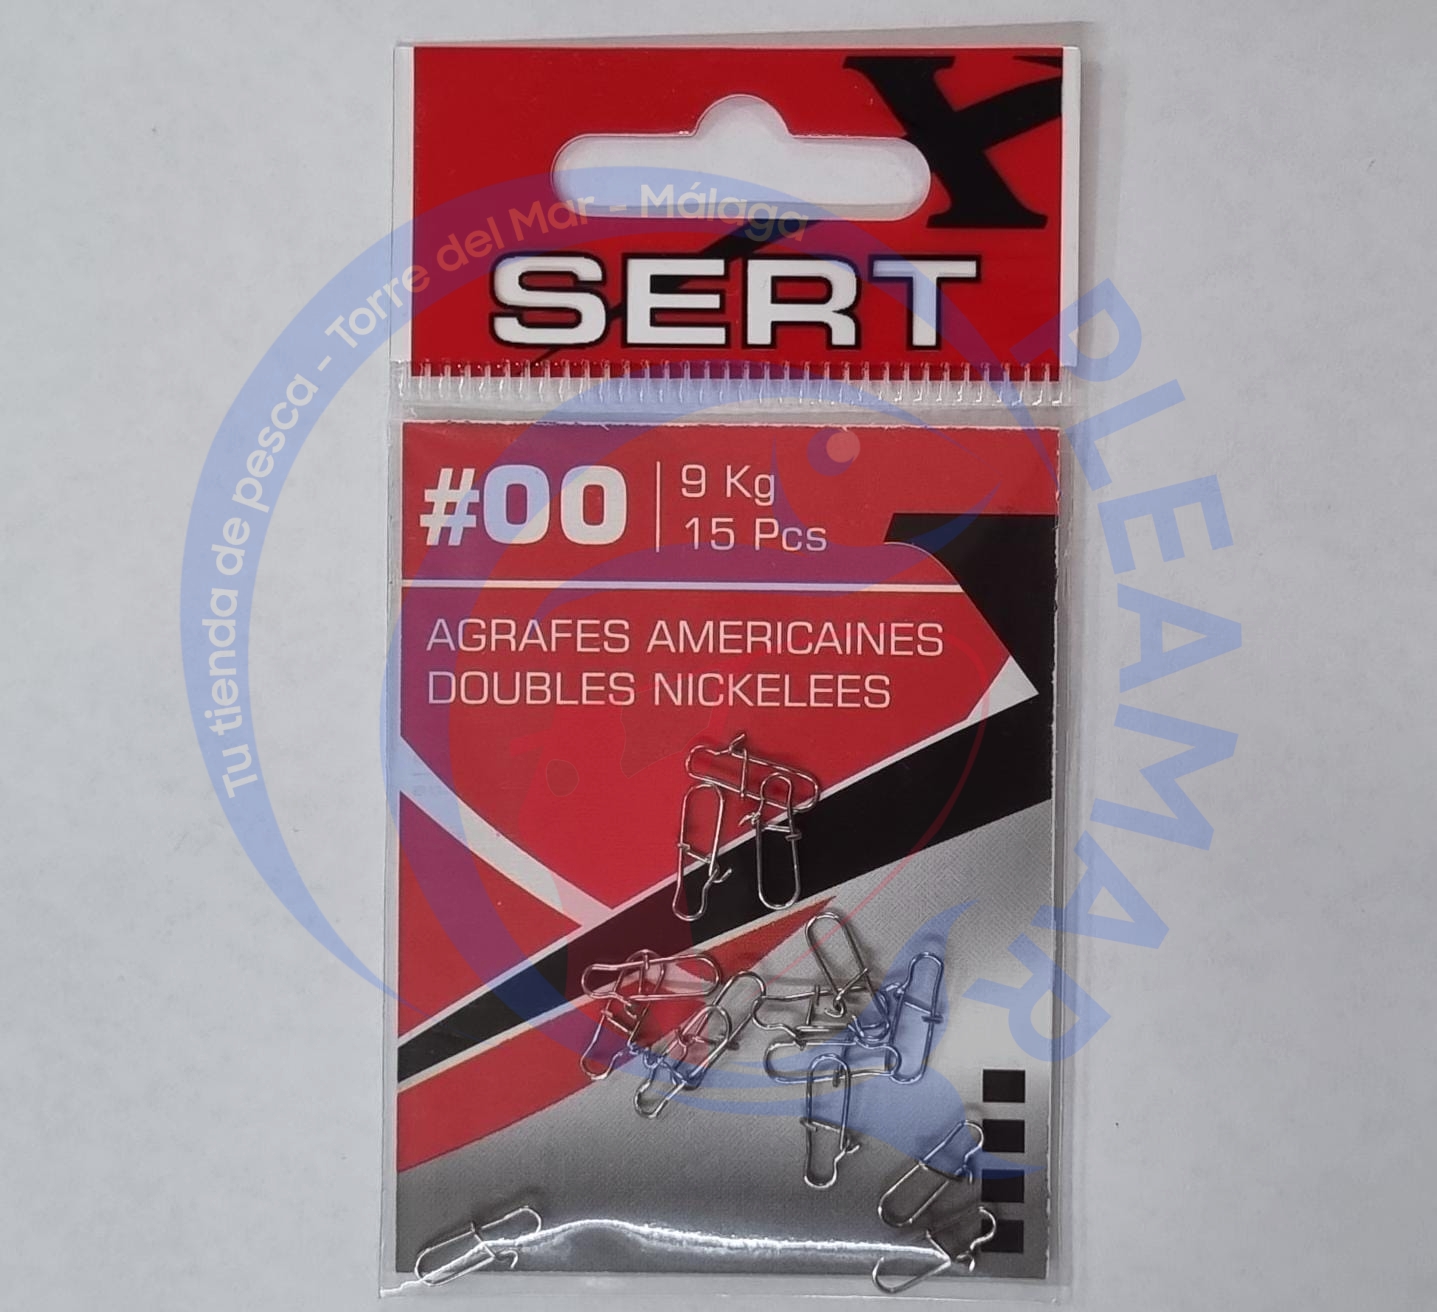 SERT
#00
9 Kg
15 Pcs
AGRAFES AMERICAINES
DOUBLES NICKELEES
Tu tienda de pesca - Torre del Mar - Málaga
PLEAMAR